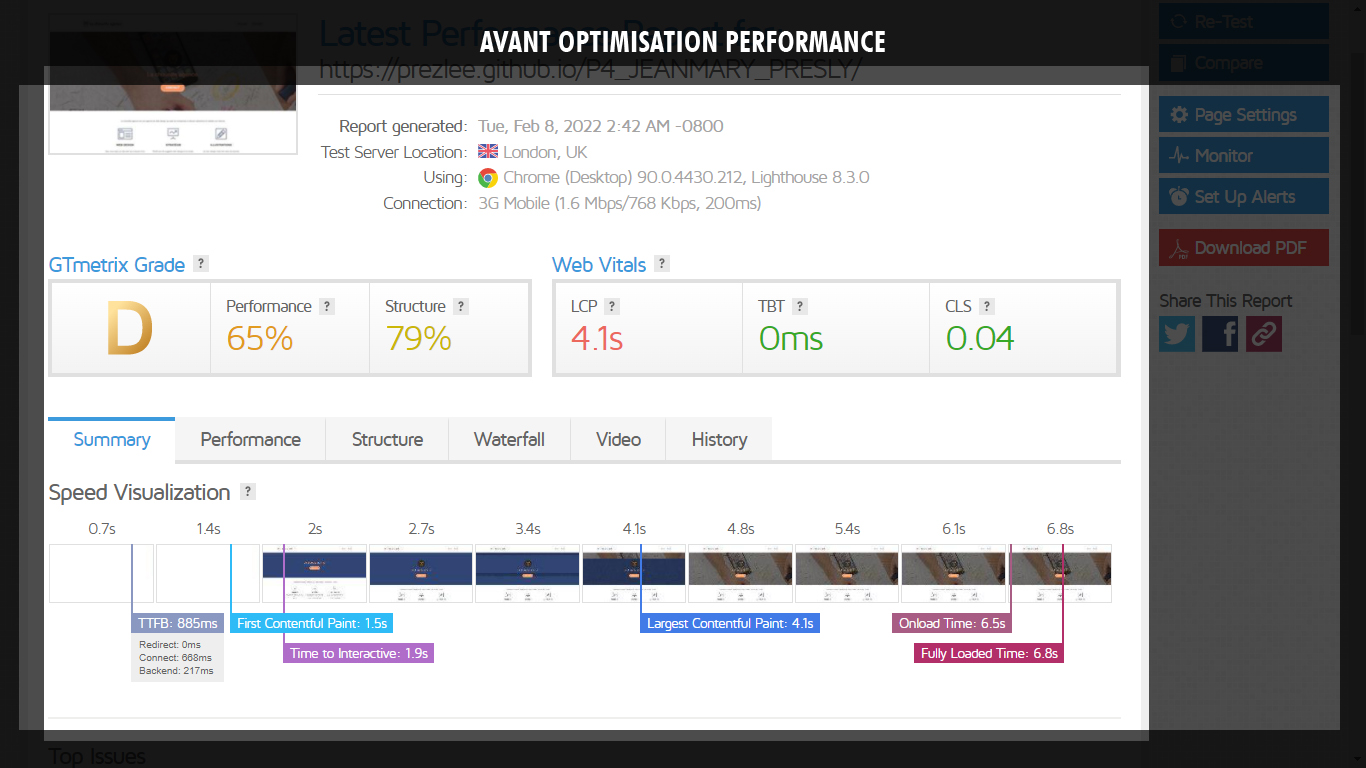 Latest Performance Report for:
AVANT OPTIMISATION PERFORMANCE
https://prezlee.github.io/P4_JEANMARY_PRESLY/
Re-Test
Compare
Page Settings
Monitor
Set Up Alerts
Download PDF
Share This Report
Report generated: Tue, Feb 8, 2022 2:42 AM -0800
Test Server Location: London, UK
Using: Chrome (Desktop) 90.0.4430.212, Lighthouse 8.3.0
Connection: 3G Mobile (1.6 Mbps/768 Kbps, 200ms)
GTmetrix Grade ?
Web Vitals ?
D
Performance ?
65%
Structure ?
79%
LCP ?
4.1s
TBT ?
0ms
CLS ?
0.04
Summary Performance Structure Waterfall Video History
Speed Visualization ?
0.7s 1.4s 2s 2.7s 3.4s 4.1s 4.8s 5.4s 6.1s 6.8s
TTFB: 885ms
First Contentful Paint: 1.5s
Largest Contentful Paint: 4.1s
Onload Time: 6.5s
Redirect: 0ms
Connect: 668ms
Backend: 217ms
Time to Interactive: 1.9s
Fully Loaded Time: 6.8s
Top Issues